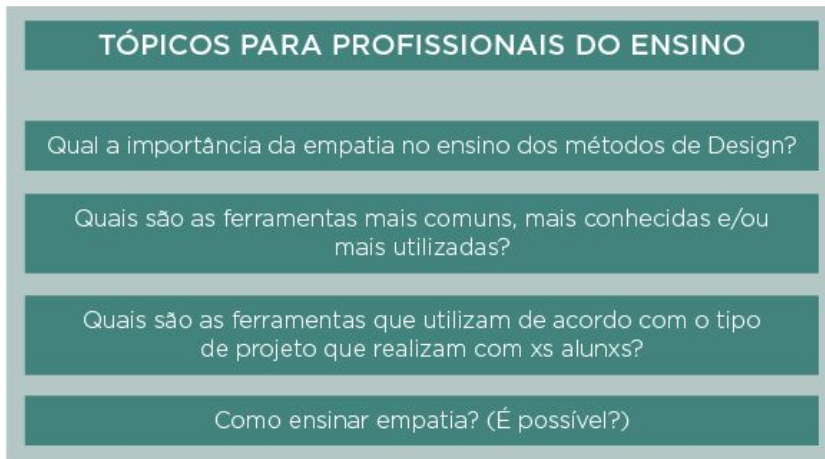 TÓPICOS PARA PROFISSIONAIS DO ENSINO
Qual a importância da empatia no ensino dos métodos de Design?
Quais são as ferramentas mais comuns, mais conhecidas e/ou
mais utilizadas?
Quais são as ferramentas que utilizam de acordo com o tipo
de projeto que realizam com xs alunxs?
Como ensinar empatia? (É possível?)